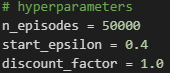 # hyperparameters
n_episodes = 50000
start_epsilon = 0.4
discount_factor = 1.0